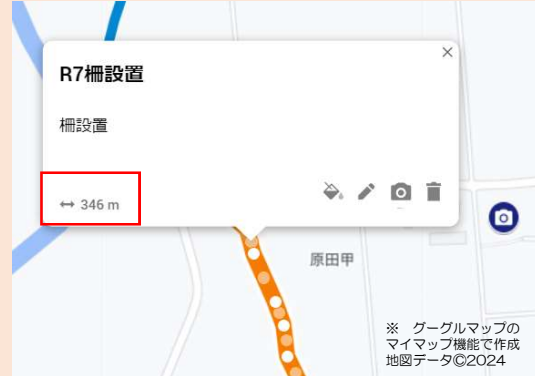 R7柵設置
柵設置
↔ 346 m
原田甲
※ グーグルマップの
マイマップ機能で作成
地図データ©2024